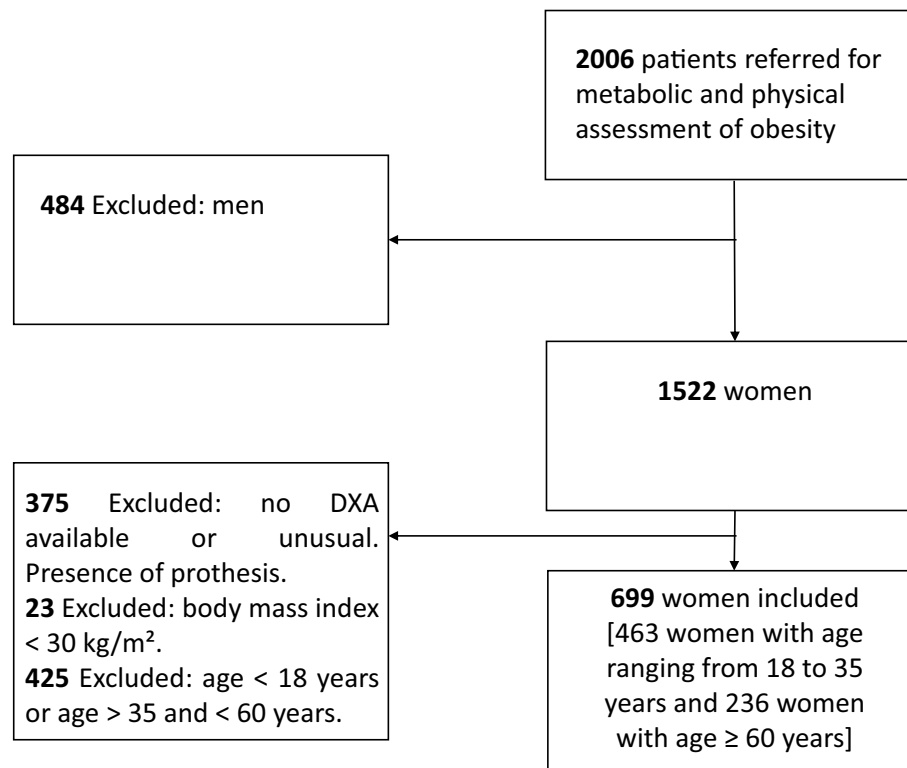 2006 patients referred for
metabolic and physical
assessment of obesity
484 Excluded: men
1522 women
375 Excluded: no DXA
available or unusual.
Presence of prothesis.
23 Excluded: body mass index
< 30 kg/m².
425 Excluded: age < 18 years
or age > 35 and < 60 years.
699 women included
[463 women with age
ranging from 18 to 35
years and 236 women
with age ≥ 60 years]